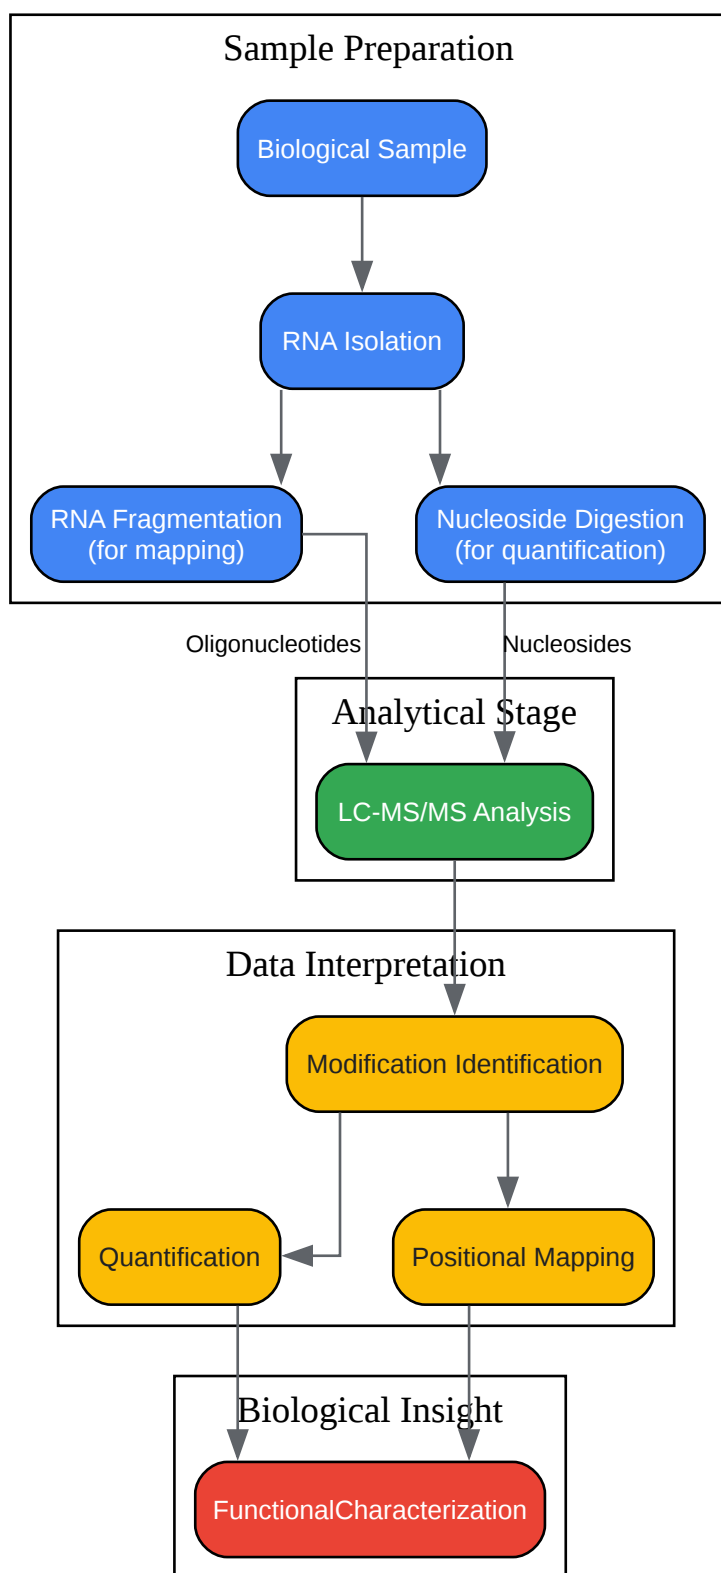 Sample Preparation
Biological Sample
RNA Isolation
RNA Fragmentation
(for mapping)
Nucleoside Digestion
(for quantification)
Oligonucleotides
Nucleosides
Analytical Stage
LC-MS/MS Analysis
Data Interpretation
Modification Identification
Quantification
Positional Mapping
Biological Insight
FunctionalCharacterization